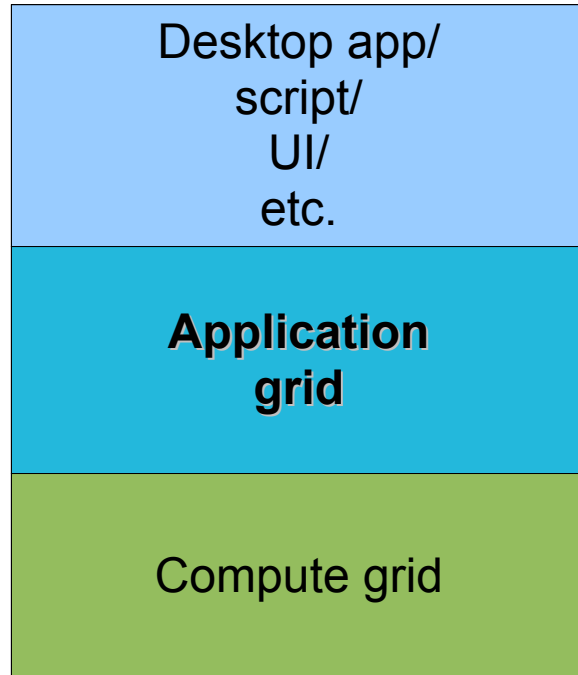 Desktop app/
script/
UI/
etc.
Application
grid
Compute grid